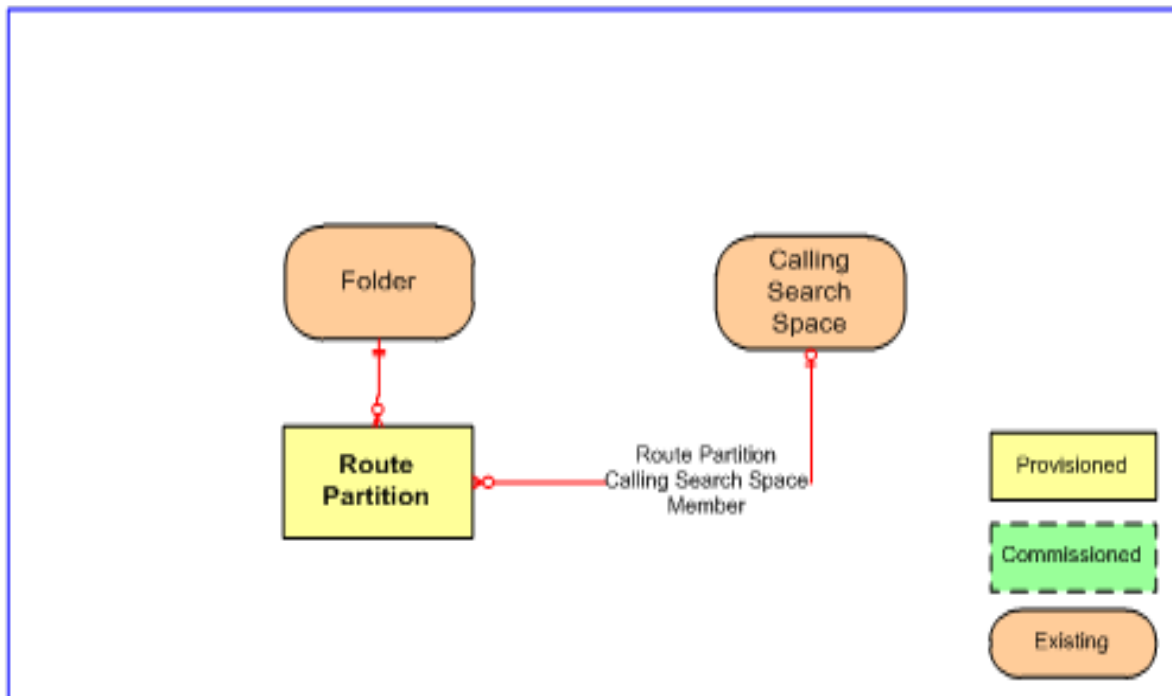 Folder
Calling
Search
Space
Route
Partition
Route Partition
Calling Search Space
Member
Provisioned
Commissioned
Existing